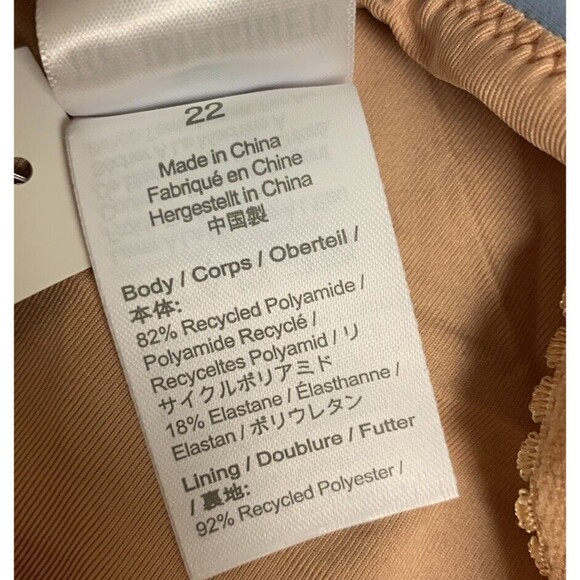 22
Made in China
Fabriqué en Chine
Hergestellt in China
中国製
Body / Corps / Oberteil /
本体:
82% Recycled Polyamide /
Polyamide Recyclé /
Recyceltes Polyamid / リ
サイクルポリアミド
18% Elastane / Élasthanne /
Elastan / ポリウレタン
Lining / Doublure / Futter
/ 裏地:
92% Recycled Polyester /